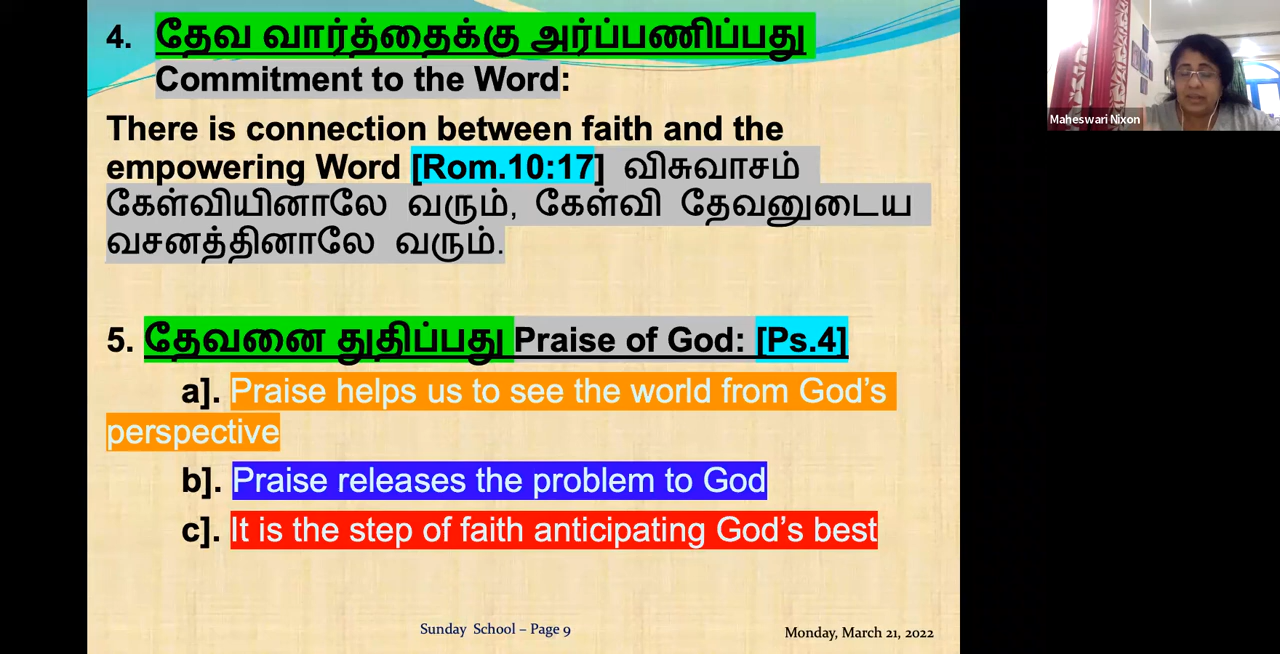 4. தேவ வார்த்தைக்கு அர்ப்பணிப்பது
Commitment to the Word:
There is connection between faith and the
empowering Word [Rom.10:17] விசுவாசம்
கேள்வியினாலே வரும், கேள்வி தேவனுடைய
வசனத்தினாலே வரும்.
5. தேவனை துதிப்பது Praise of God: [Ps.4]
a]. Praise helps us to see the world from God’s
perspective
b]. Praise releases the problem to God
c]. It is the step of faith anticipating God’s best
Sunday School – Page 9
Monday, March 21, 2022
Maheswari Nixon